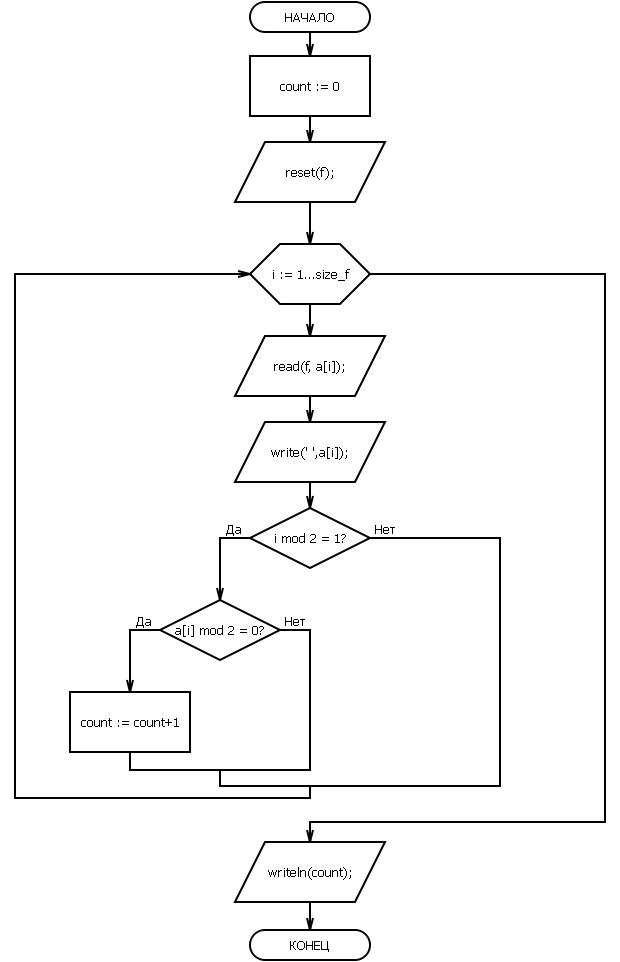 НАЧАЛО
count := 0
reset(f);
i := 1...size_f
read(f, a[i]);
write(' ',a[i]);
Да
i mod 2 = 1?
Нет
Да
a[i] mod 2 = 0?
Нет
count := count+1
writeln(count);
КОНЕЦ